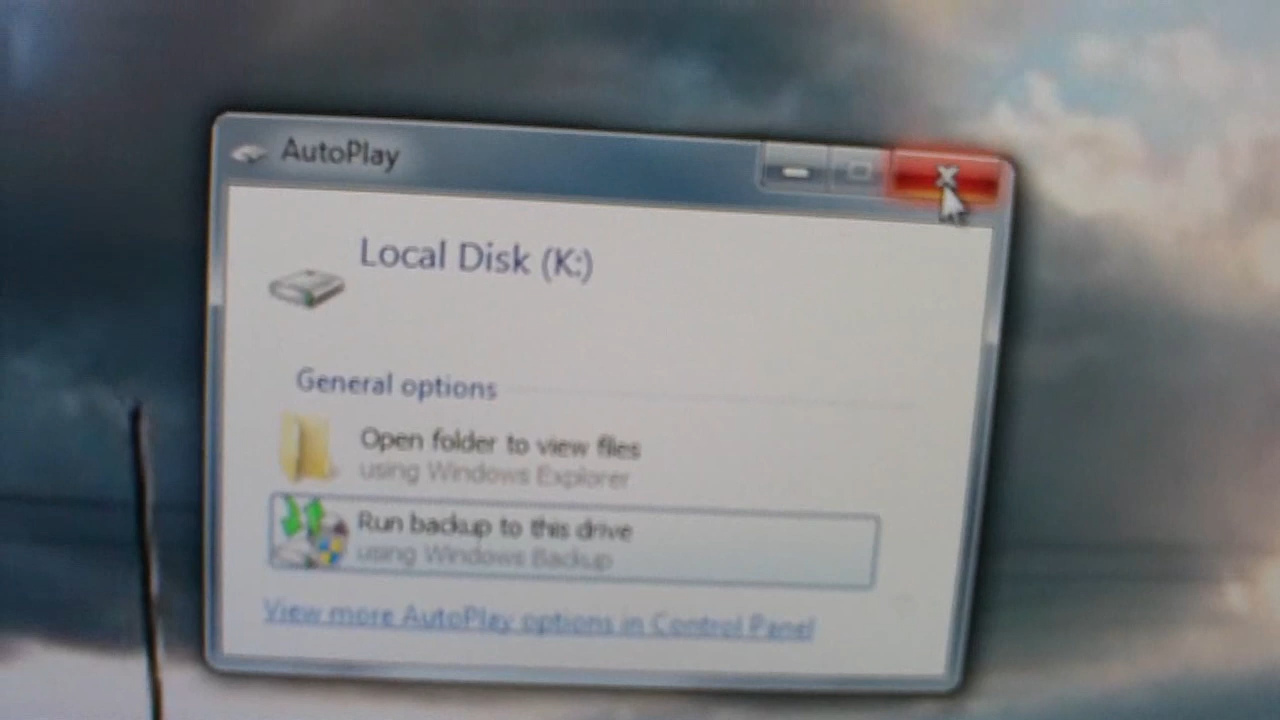 AutoPlay
Local Disk (K:)
General options
Open folder to view files
using Windows Explorer
Run backup to this drive
using Windows Backup
View more AutoPlay options in Control Panel